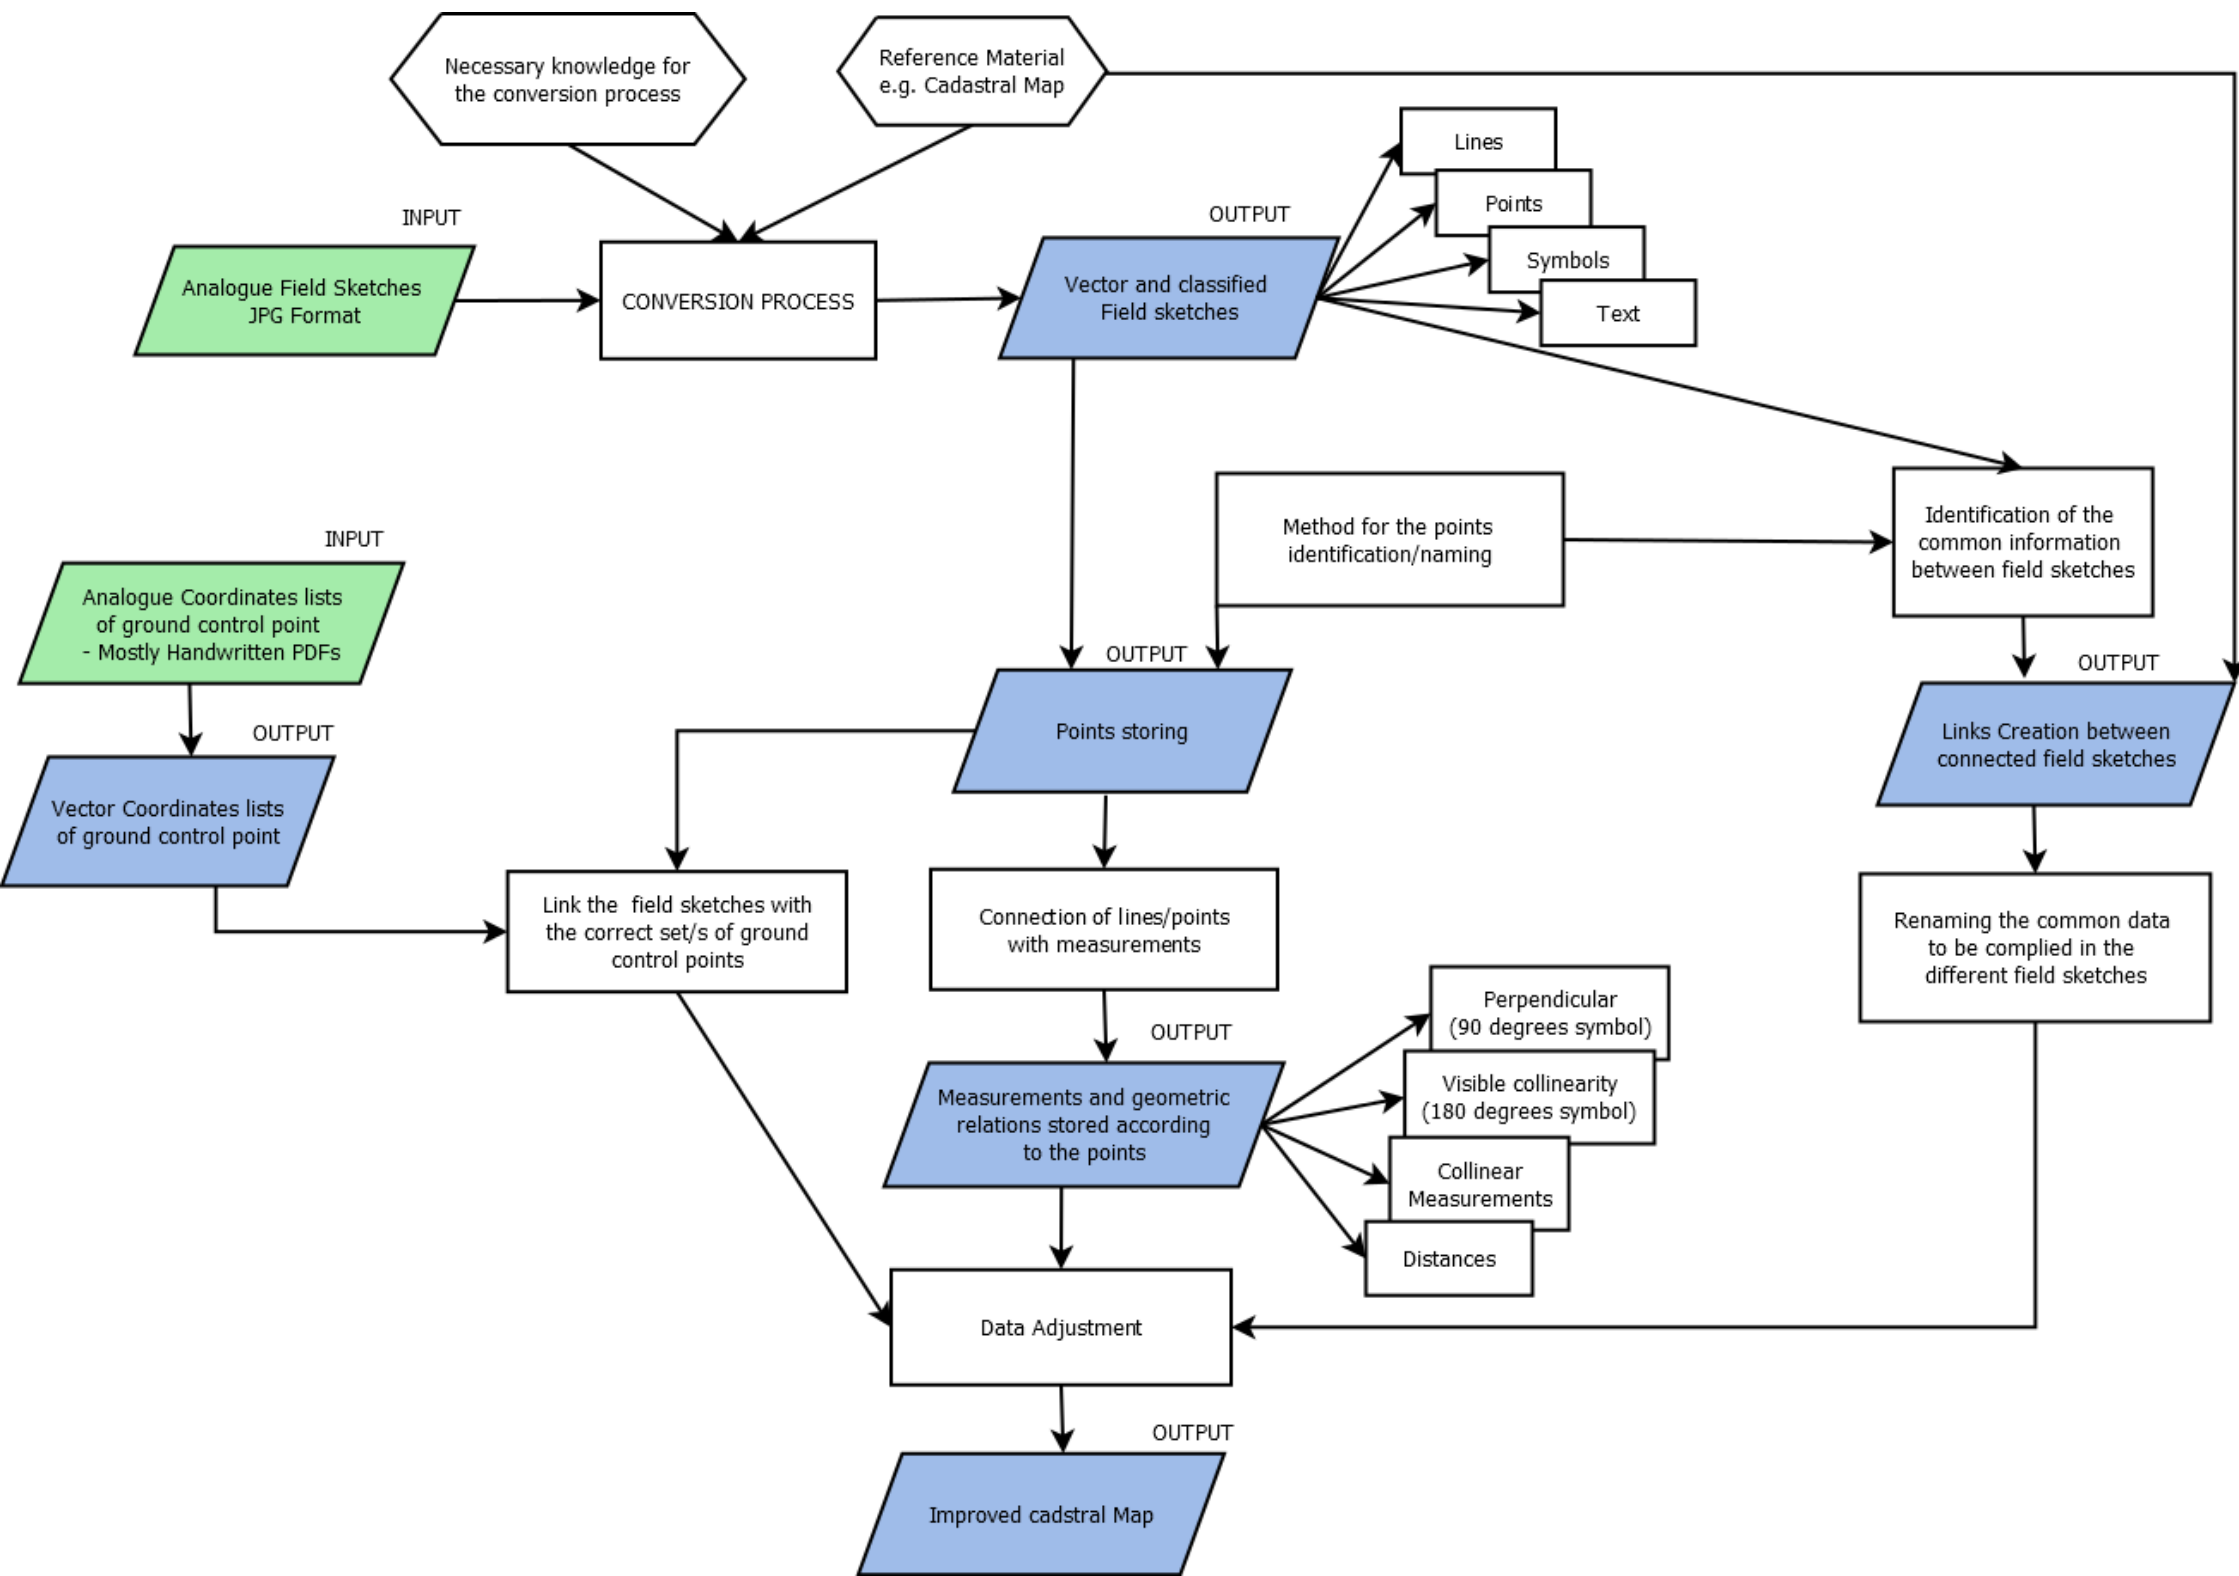 Necessary knowledge for
the conversion process
Reference Material
e.g. Cadastral Map
Lines
Points
Symbols
Text
INPUT
OUTPUT
Analogue Field Sketches
JPG Format
CONVERSION PROCESS
Vector and classified
Field sketches
Method for the points
identification/naming
Identification of the
common information
between field sketches
INPUT
Analogue Coordinates lists
of ground control point
- Mostly Handwritten PDFs
OUTPUT
OUTPUT
OUTPUT
Points storing
Links Creation between
connected field sketches
Vector Coordinates lists
of ground control point
Link the field sketches with
the correct set/s of ground
control points
Connection of lines/points
with measurements
Renaming the common data
to be complied in the
different field sketches
OUTPUT
Measurements and geometric
relations stored according
to the points
Perpendicular
(90 degrees symbol)
Visible collinearity
(180 degrees symbol)
Collinear
Measurements
Distances
Data Adjustment
OUTPUT
Improved cadstral Map